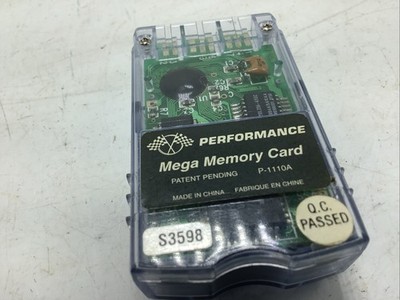 PERFORMANCE
Mega Memory Card
PATENT PENDING P-1110A
MADE IN CHINA FABRIQUE EN CHINE
S3598
Q.C.
PASSED